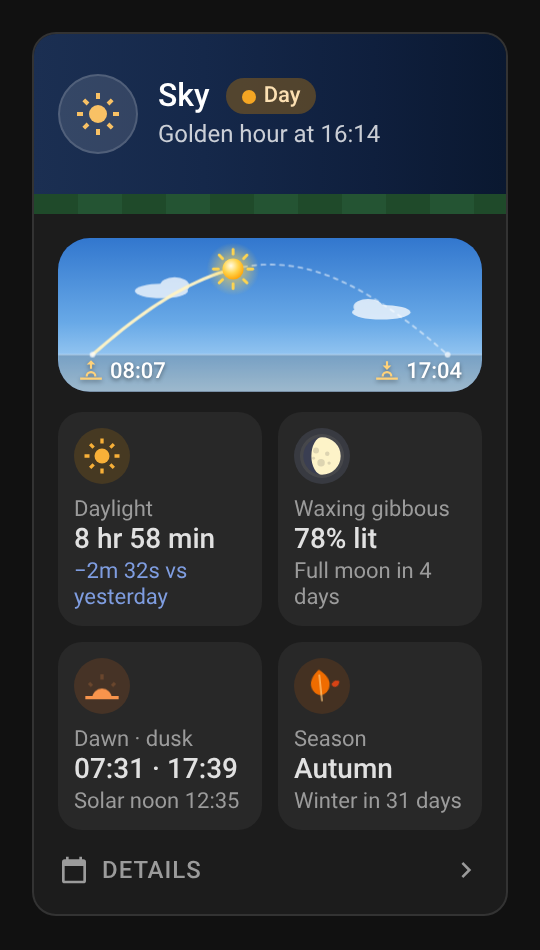 Sky
Day
Golden hour at 16:14
08:07
17:04
Daylight
8 hr 58 min
−2m 32s vs
yesterday
Waxing gibbous
78% lit
Full moon in 4
days
Dawn · dusk
07:31 · 17:39
Solar noon 12:35
Season
Autumn
Winter in 31 days
DETAILS